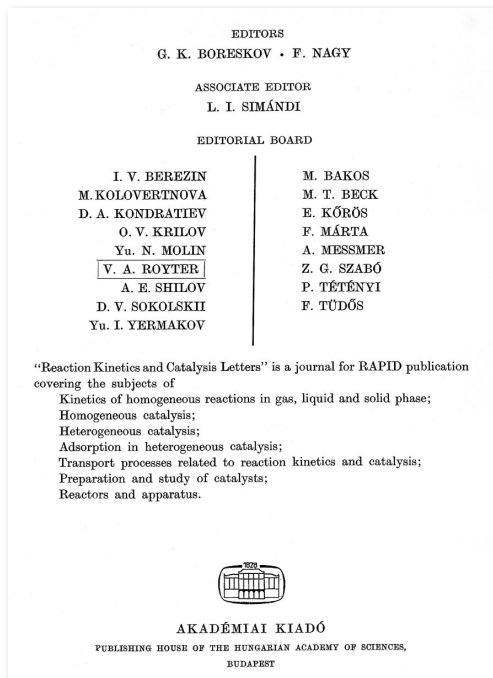 EDITORS
G. K. BORESKOV • F. NAGY
ASSOCIATE EDITOR
L. I. SIMÁNDI
EDITORIAL BOARD
I. V. BEREZIN
M. KOLOVERTNOVA
D. A. KONDRATIEV
O. V. KRILOV
Yu. N. MOLIN
V. A. ROYTER
A. E. SHILOV
D. V. SOKOLSKII
Yu. I. YERMAKOV
M. BAKOS
M. T. BECK
E. KŐRÖS
F. MÁRTA
A. MESSMER
Z. G. SZABÓ
P. TÉTÉNYI
F. TÜDŐS
“Reaction Kinetics and Catalysis Letters” is a journal for RAPID publication
covering the subjects of
Kinetics of homogeneous reactions in gas, liquid and solid phase;
Homogeneous catalysis;
Heterogeneous catalysis;
Adsorption in heterogeneous catalysis;
Transport processes related to reaction kinetics and catalysis;
Preparation and study of catalysts;
Reactors and apparatus.
1828
AKADÉMIAI KIADÓ
PUBLISHING HOUSE OF THE HUNGARIAN ACADEMY OF SCIENCES,
BUDAPEST